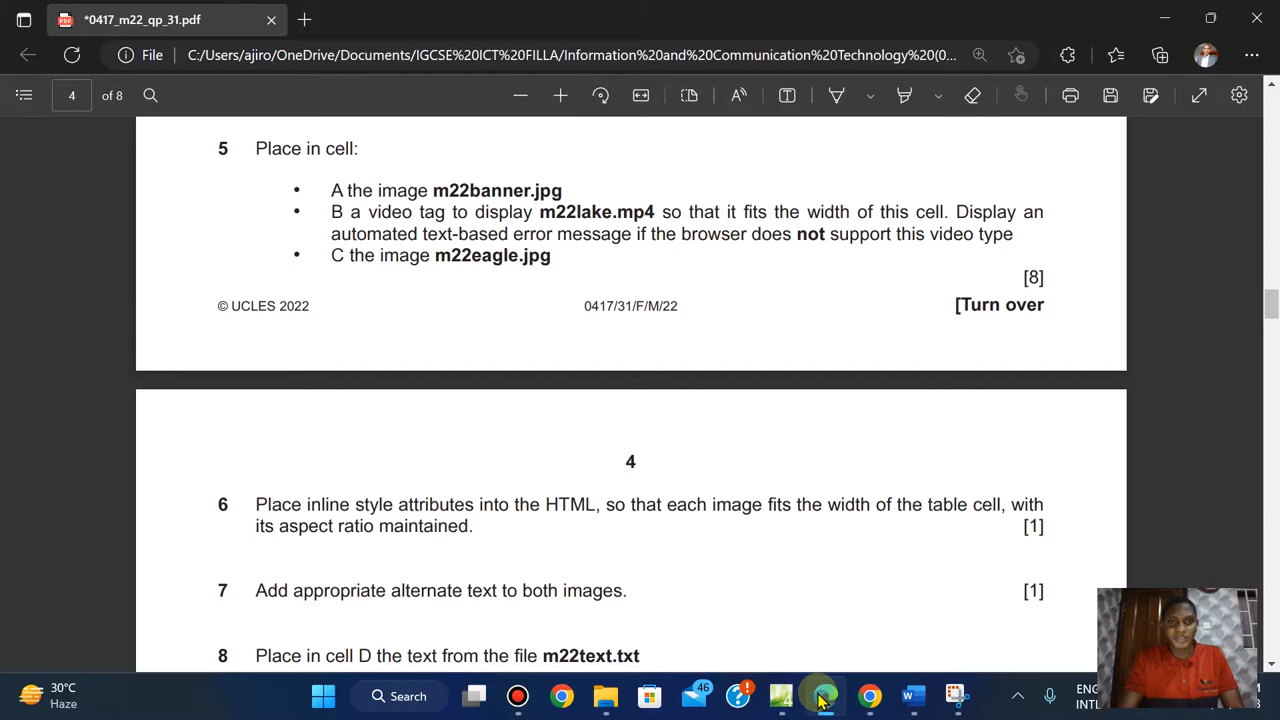 *0417_m22_qp_31.pdf
File
C:/Users/ajiro/OneDrive/Documents/IGCSE%20ICT%20FILLA/Information%20and%20Communication%20Technology%20(0...
4 of 8
5 Place in cell:
• A the image m22banner.jpg
• B a video tag to display m22lake.mp4 so that it fits the width of this cell. Display an
automated text-based error message if the browser does not support this video type
• C the image m22eagle.jpg
[8]
© UCLES 2022 0417/31/F/M/22 [Turn over
4
6 Place inline style attributes into the HTML, so that each image fits the width of the table cell, with
its aspect ratio maintained. [1]
7 Add appropriate alternate text to both images. [1]
8 Place in cell D the text from the file m22text.txt
30°C
Haze
Search
46
ENG
INTL